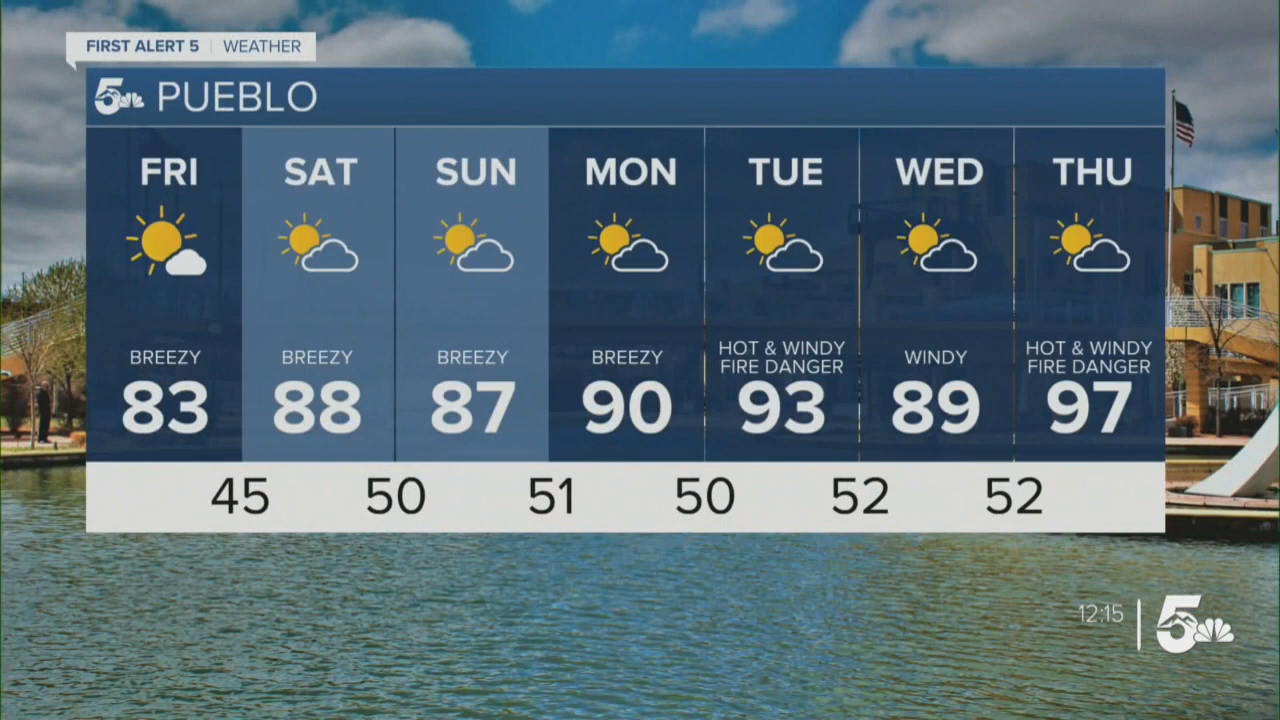 FIRST ALERT 5 | WEATHER
5 PUEBLO
FRI SAT SUN MON TUE WED THU
BREEZY BREEZY BREEZY BREEZY HOT & WINDY FIRE DANGER WINDY HOT & WINDY FIRE DANGER
83 88 87 90 93 89 97
45 50 51 50 52 52
12:15 5